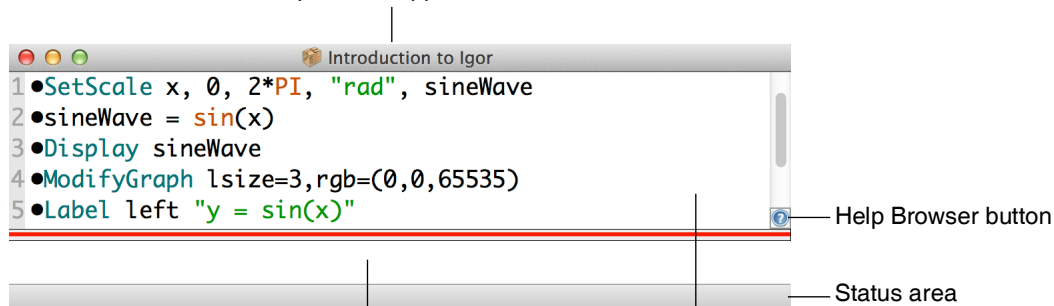 Introduction to Igor
1 •SetScale x, 0, 2*PI, "rad", sineWave
2 •sineWave = sin(x)
3 •Display sineWave
4 •ModifyGraph lsize=3,rgb=(0,0,65535)
5 •Label left "y = sin(x)"
Help Browser button
Status area